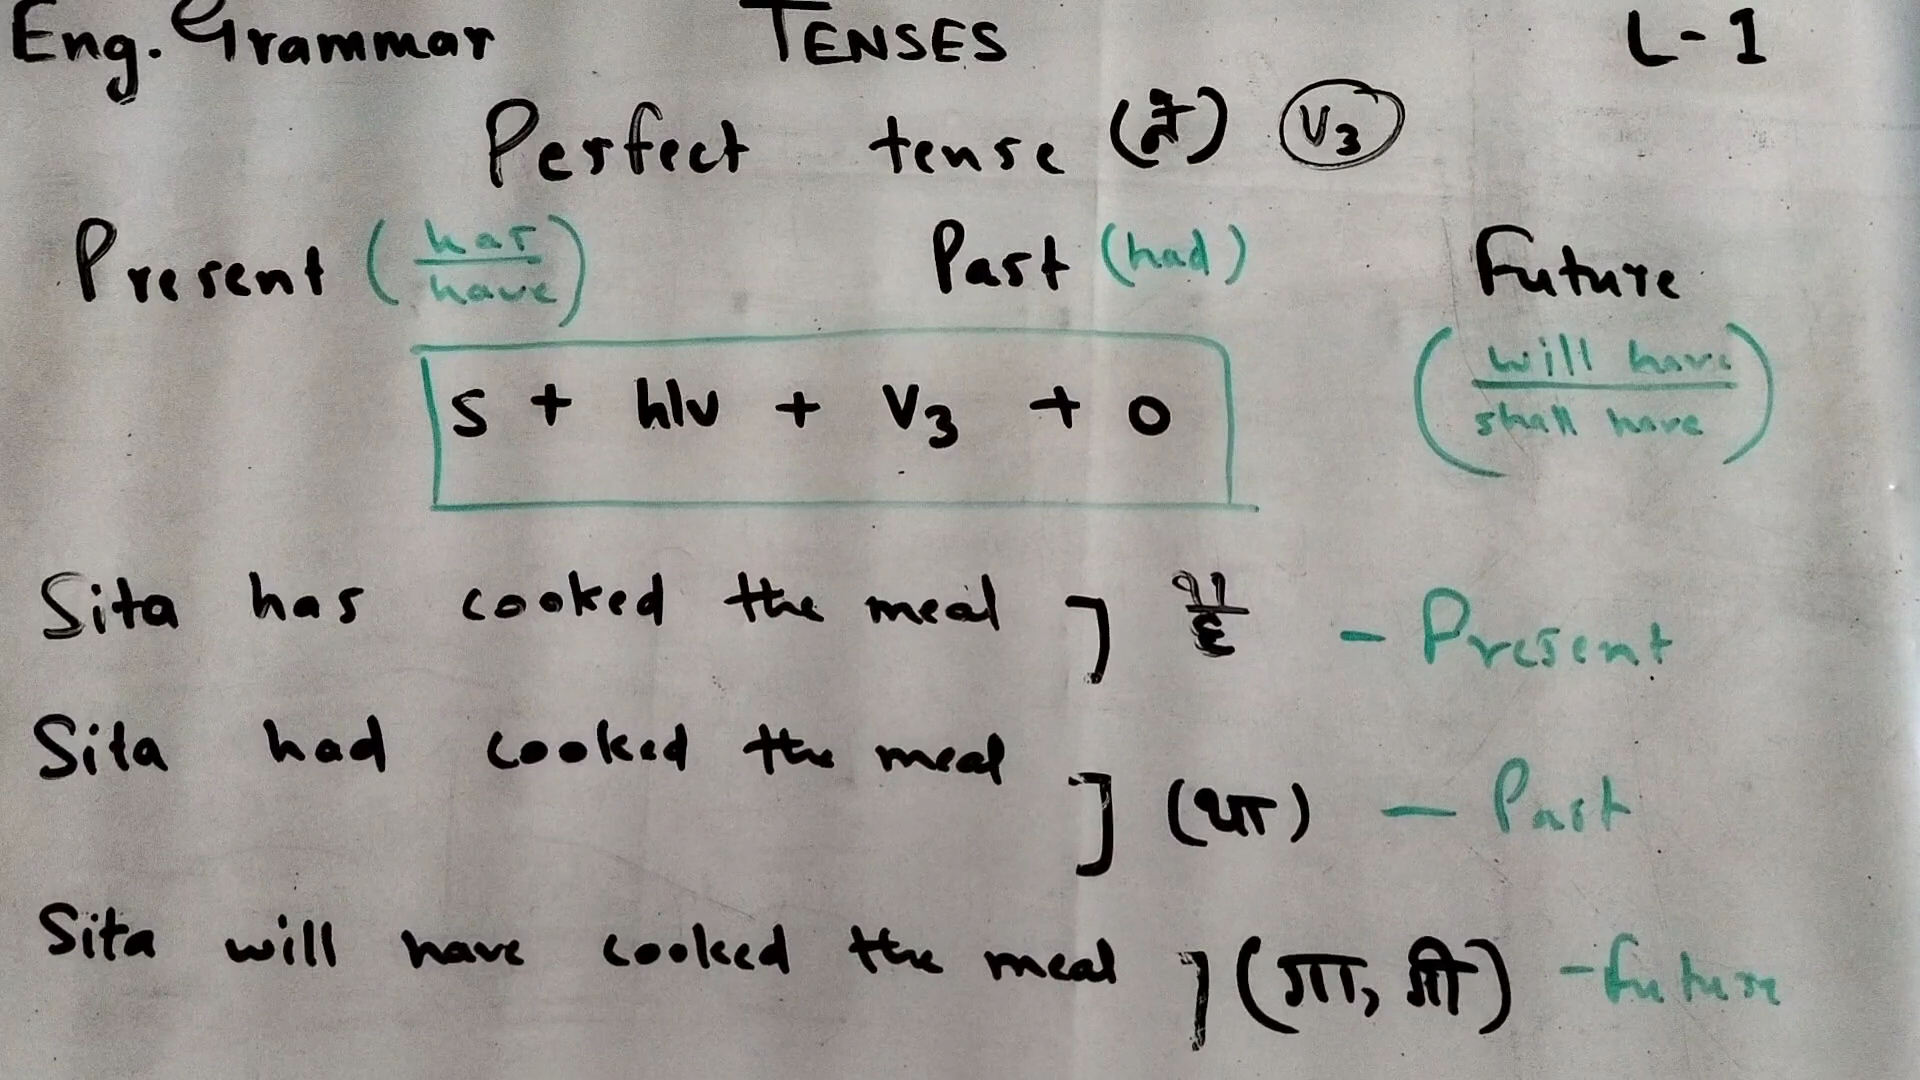 Eng. Grammar TENSES L-1
Perfect tense (ने) V3
Present (has/have) Past (had) Future
(will have/shall have)
S + h/v + V3 + O
Sita has cooked the meal ] - Present
Sita had cooked the meal ] (था) - Past
Sita will have cooked the meal ] (गा, गी) - Future